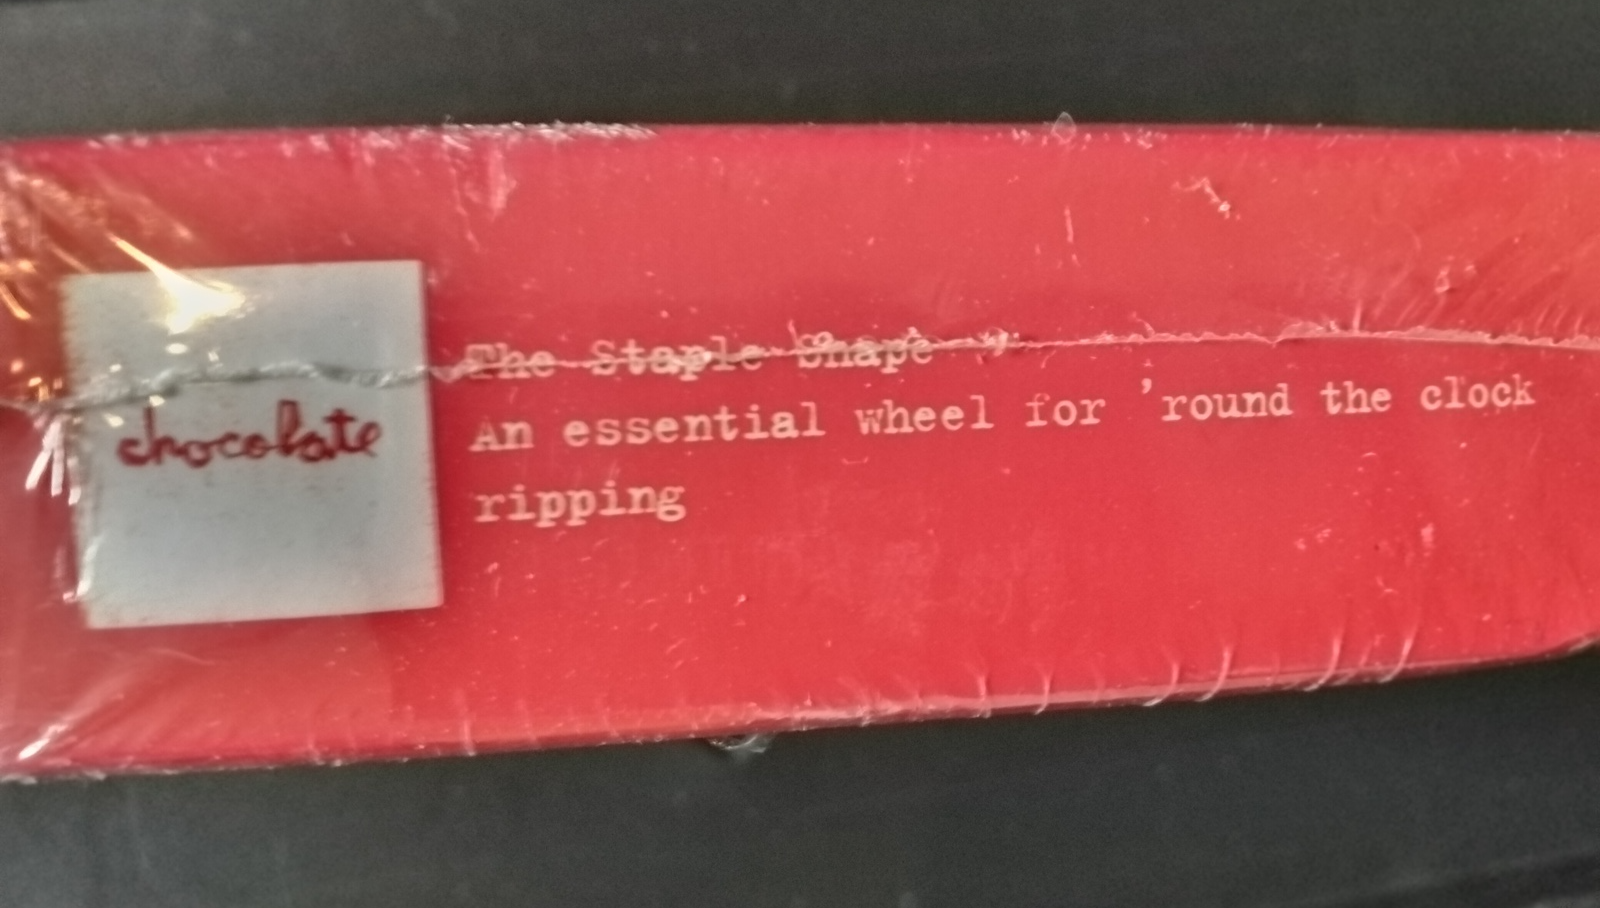 chocolate
The Staple Shape
An essential wheel for 'round the clock
ripping